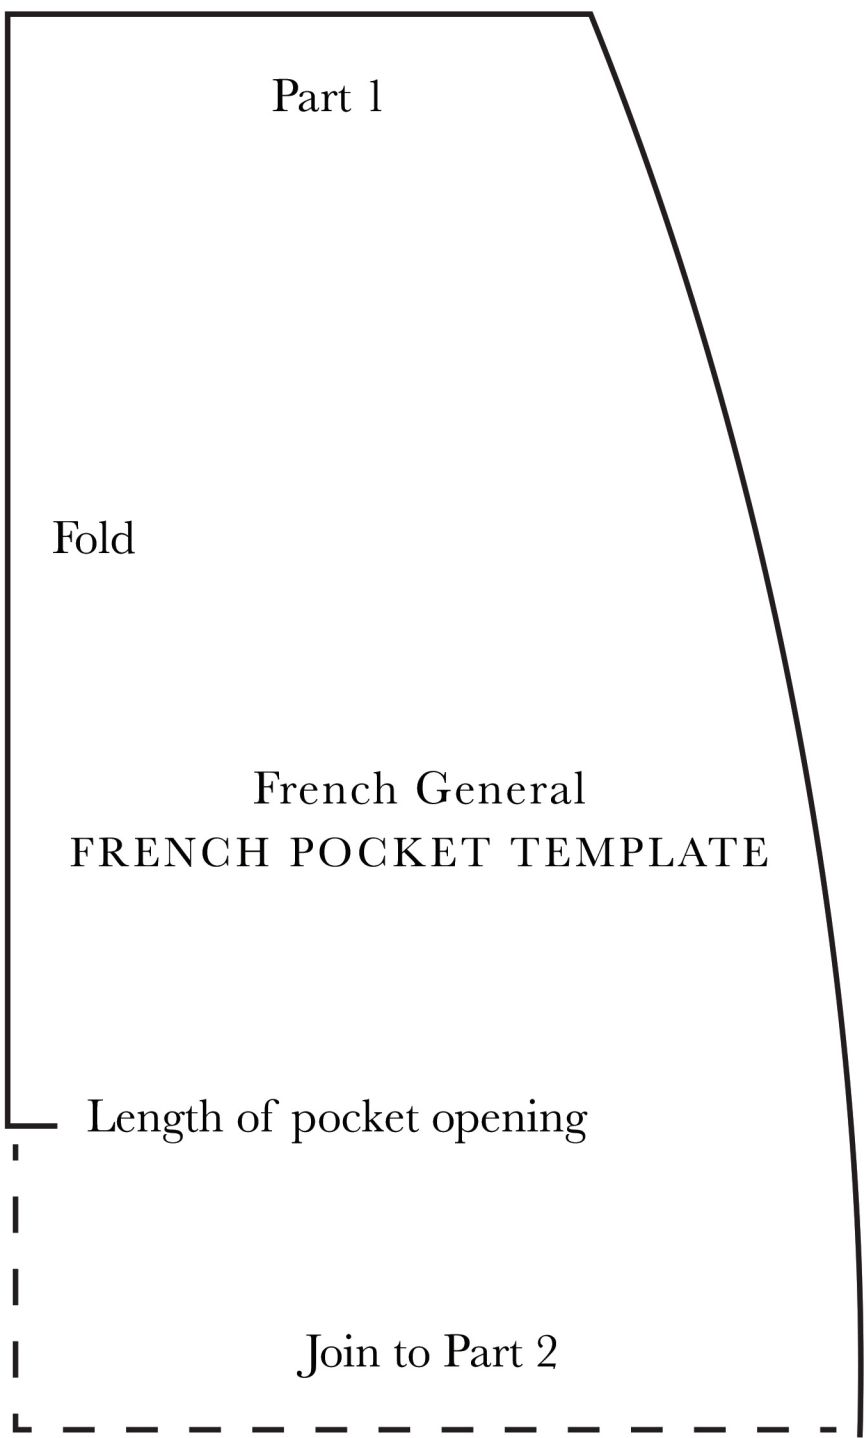 Part 1
Fold
French General
FRENCH POCKET TEMPLATE
Length of pocket opening
Join to Part 2